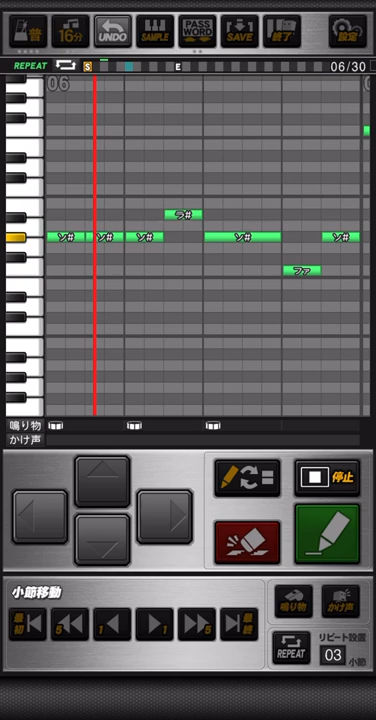 普
16分
UNDO
SAMPLE
PASS WORD
SAVE
終了
設定
REPEAT
S
E
06/30
06
ラ#
ソ# ソ# ソ# ソ# ソ#
ファ
鳴り物
かけ声
停止
小節移動
最初
5
1
1
5
最終
鳴り物
かけ声
REPEAT
リピート設置
03 小節